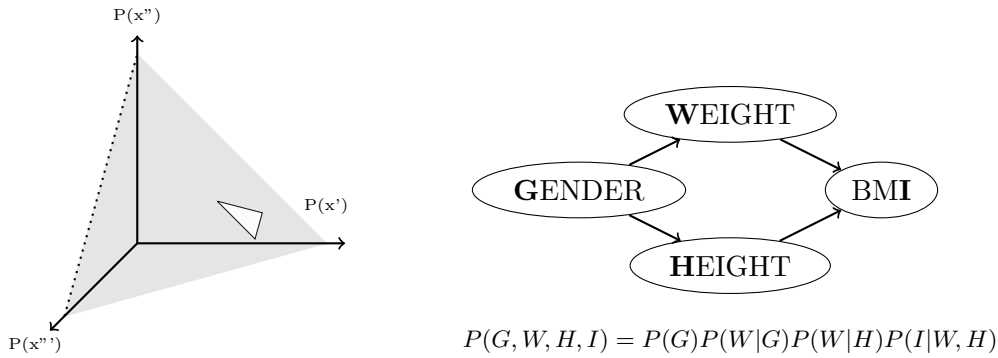 P(x")
P(x')
P(x"')
WEIGHT
GENDER
BMI
HEIGHT
P(G, W, H, I) = P(G)P(W|G)P(W|H)P(I|W, H)